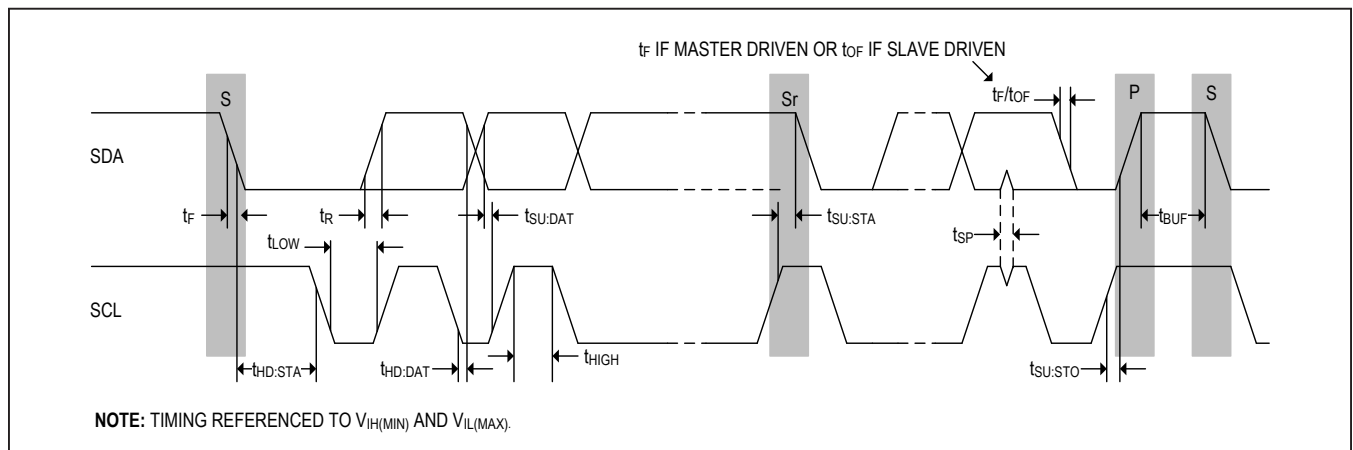 tF IF MASTER DRIVEN OR tOF IF SLAVE DRIVEN
S
Sr
tF/tOF
P
S
SDA
tF
tR
tSU:DAT
tSU:STA
tBUF
tLOW
tSP
SCL
tHD:STA
tHD:DAT
tHIGH
tSU:STO
NOTE: TIMING REFERENCED TO VIH(MIN) AND VIL(MAX).